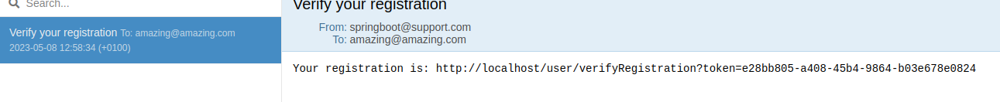 Search...
Verify your registration To: amazing@amazing.com
2023-05-08 12:58:34 (+0100)
Verify your registration
From: springboot@support.com
To: amazing@amazing.com
Your registration is: http://localhost/user/verifyRegistration?token=e28bb805-a408-45b4-9864-b03e678e0824